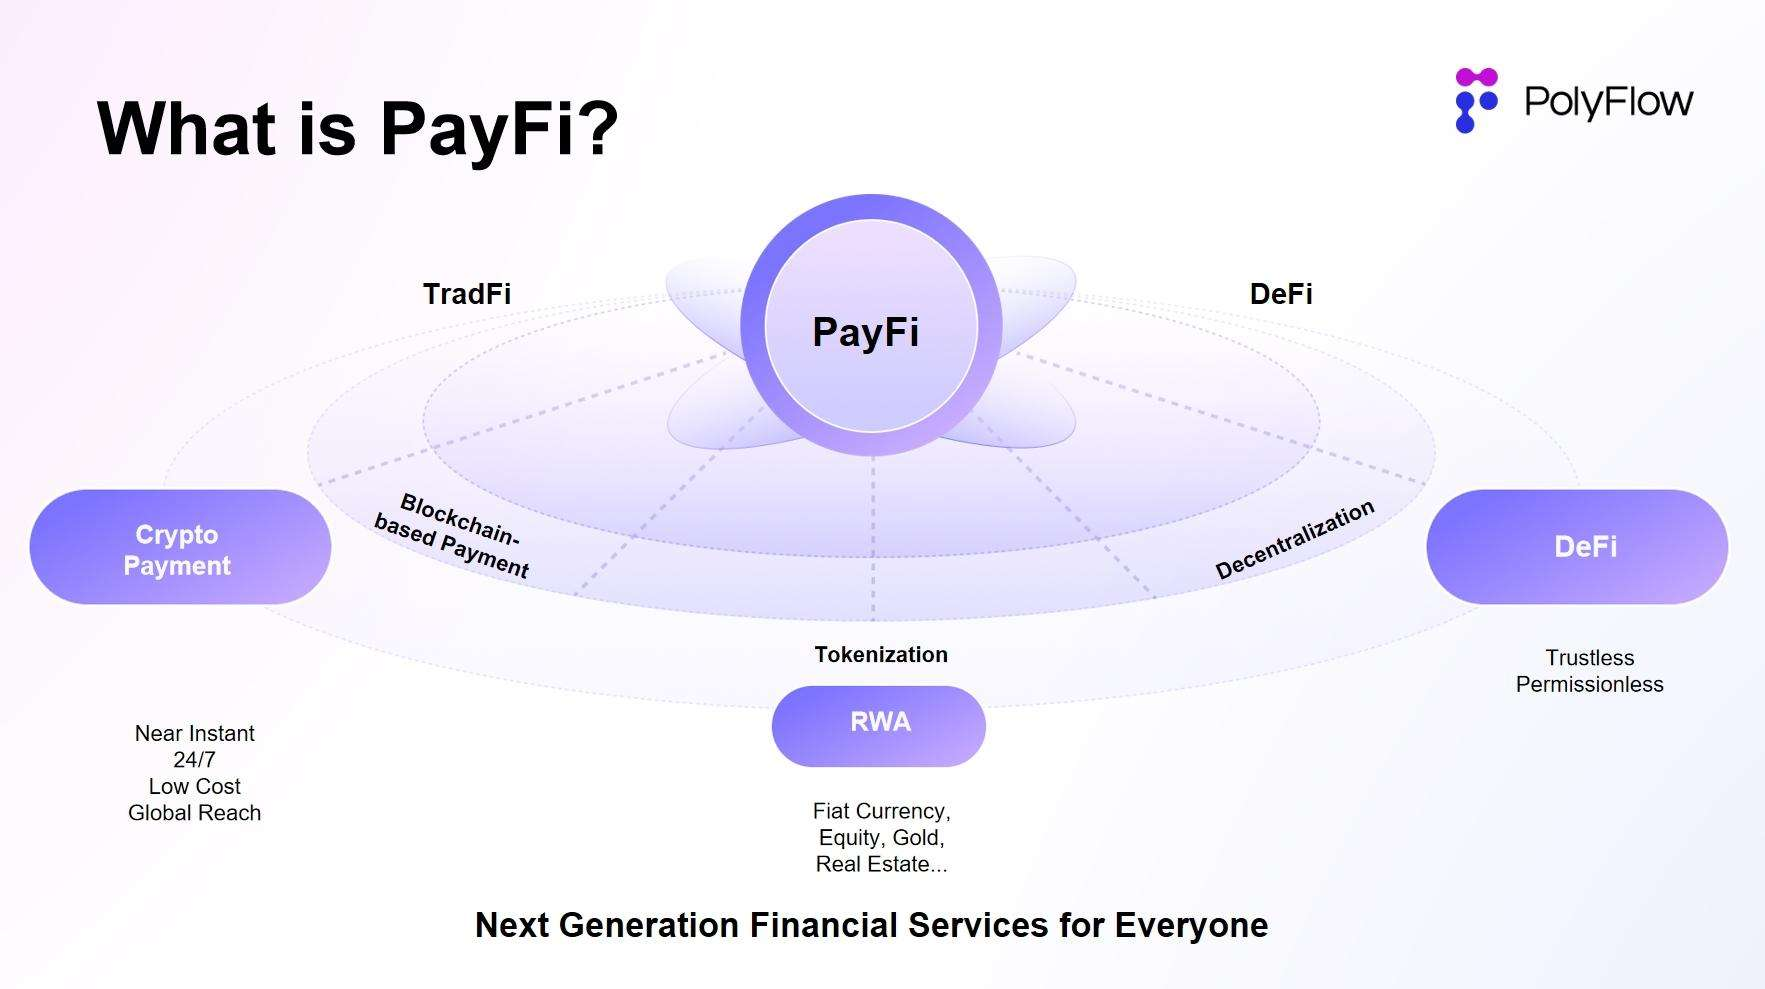 What is PayFi?
PolyFlow
TradFi
PayFi
DeFi
Blockchain-
based Payment
Decentralization
Crypto
Payment
DeFi
Tokenization
RWA
Trustless
Permissionless
Near Instant
24/7
Low Cost
Global Reach
Fiat Currency,
Equity, Gold,
Real Estate...
Next Generation Financial Services for Everyone